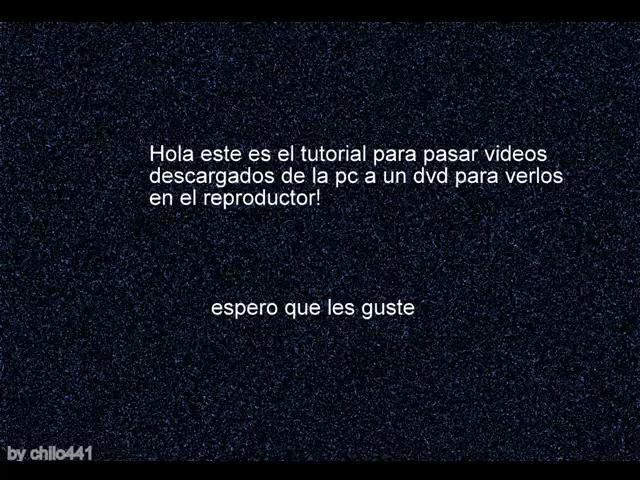 Hola este es el tutorial para pasar videos
descargados de la pc a un dvd para verlos
en el reproductor!
espero que les guste
by chilo441